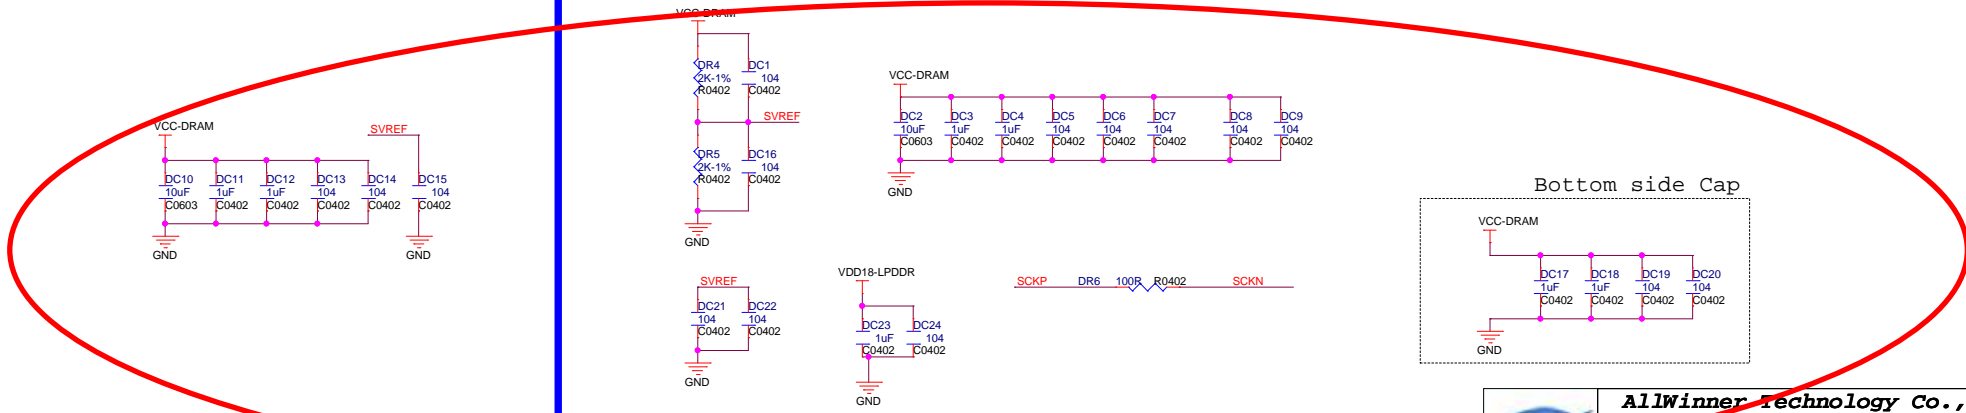 VCC-DRAM
DR4
2K-1%
R0402
DC1
104
C0402
SVREF
DR5
2K-1%
R0402
DC16
104
C0402
GND
VCC-DRAM
SVREF
DC10
10uF
C0603
DC11
1uF
C0402
DC12
1uF
C0402
DC13
104
C0402
DC14
104
C0402
DC15
104
C0402
GND
GND
VCC-DRAM
DC2
10uF
C0603
DC3
1uF
C0402
DC4
1uF
C0402
DC5
104
C0402
DC6
104
C0402
DC7
104
C0402
DC8
104
C0402
DC9
104
C0402
GND
Bottom side Cap
VCC-DRAM
DC17
1uF
C0402
DC18
1uF
C0402
DC19
104
C0402
DC20
104
C0402
GND
SVREF
DC21
104
C0402
DC22
104
C0402
GND
VDD18-LPDDR
DC23
1uF
C0402
DC24
104
C0402
GND
SCKP DR6 100R R0402 SCKN
AllWinner Technology Co.,